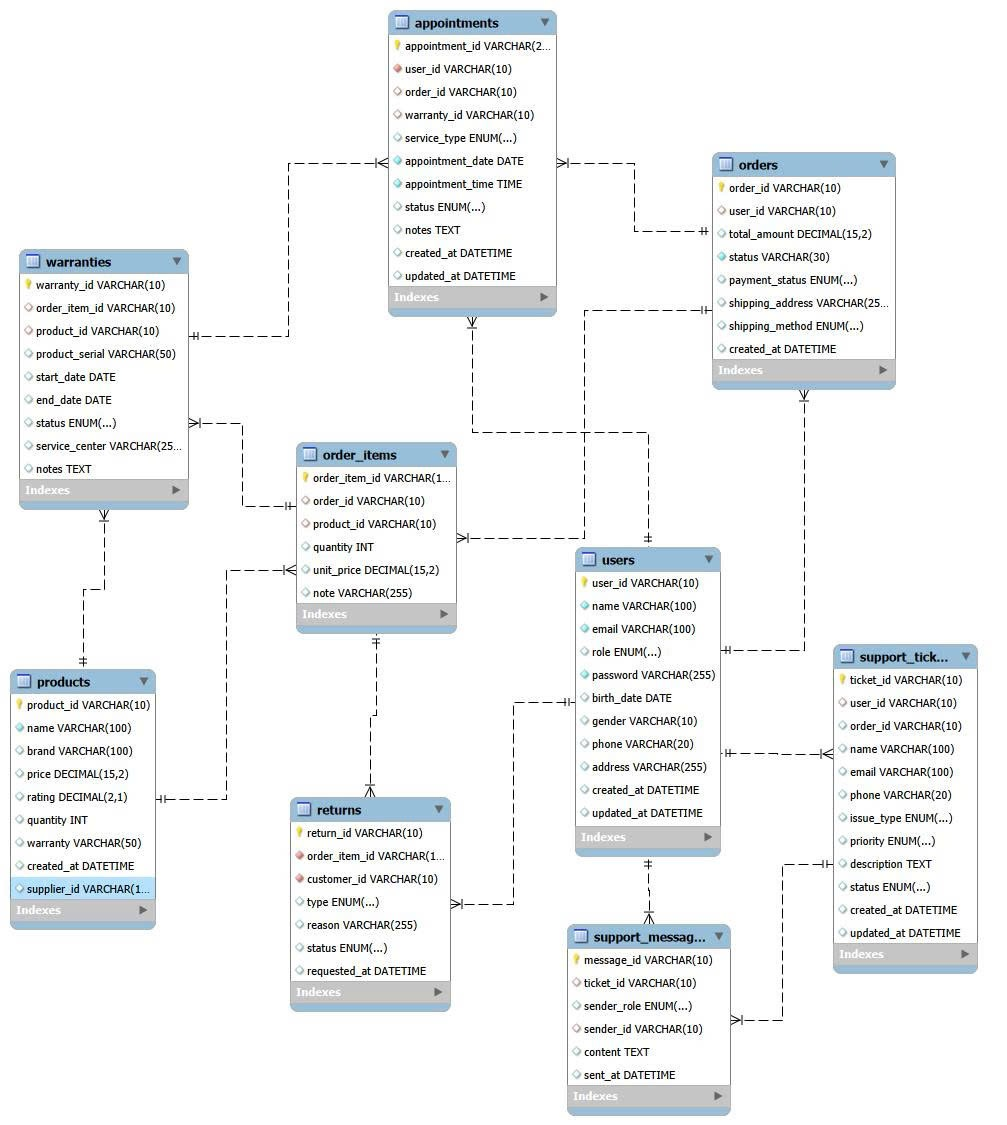 appointments
appointment_id VARCHAR(2...
user_id VARCHAR(10)
order_id VARCHAR(10)
warranty_id VARCHAR(10)
service_type ENUM(...)
appointment_date DATE
appointment_time TIME
status ENUM(...)
notes TEXT
created_at DATETIME
updated_at DATETIME
Indexes
orders
order_id VARCHAR(10)
user_id VARCHAR(10)
total_amount DECIMAL(15,2)
status VARCHAR(30)
payment_status ENUM(...)
shipping_address VARCHAR(25...
shipping_method ENUM(...)
created_at DATETIME
Indexes
warranties
warranty_id VARCHAR(10)
order_item_id VARCHAR(10)
product_id VARCHAR(10)
product_serial VARCHAR(50)
start_date DATE
end_date DATE
status ENUM(...)
service_center VARCHAR(25...
notes TEXT
Indexes
order_items
order_item_id VARCHAR(1...
order_id VARCHAR(10)
product_id VARCHAR(10)
quantity INT
unit_price DECIMAL(15,2)
note VARCHAR(255)
Indexes
users
user_id VARCHAR(10)
name VARCHAR(100)
email VARCHAR(100)
role ENUM(...)
password VARCHAR(255)
birth_date DATE
gender VARCHAR(10)
phone VARCHAR(20)
address VARCHAR(255)
created_at DATETIME
updated_at DATETIME
Indexes
support_tick...
ticket_id VARCHAR(10)
user_id VARCHAR(10)
order_id VARCHAR(10)
name VARCHAR(100)
email VARCHAR(100)
phone VARCHAR(20)
issue_type ENUM(...)
priority ENUM(...)
description TEXT
status ENUM(...)
created_at DATETIME
updated_at DATETIME
Indexes
products
product_id VARCHAR(10)
name VARCHAR(100)
brand VARCHAR(100)
price DECIMAL(15,2)
rating DECIMAL(2,1)
quantity INT
warranty VARCHAR(50)
created_at DATETIME
supplier_id VARCHAR(1...
Indexes
returns
return_id VARCHAR(10)
order_item_id VARCHAR(1...
customer_id VARCHAR(10)
type ENUM(...)
reason VARCHAR(255)
status ENUM(...)
requested_at DATETIME
Indexes
support_messag...
message_id VARCHAR(10)
ticket_id VARCHAR(10)
sender_role ENUM(...)
sender_id VARCHAR(10)
content TEXT
sent_at DATETIME
Indexes